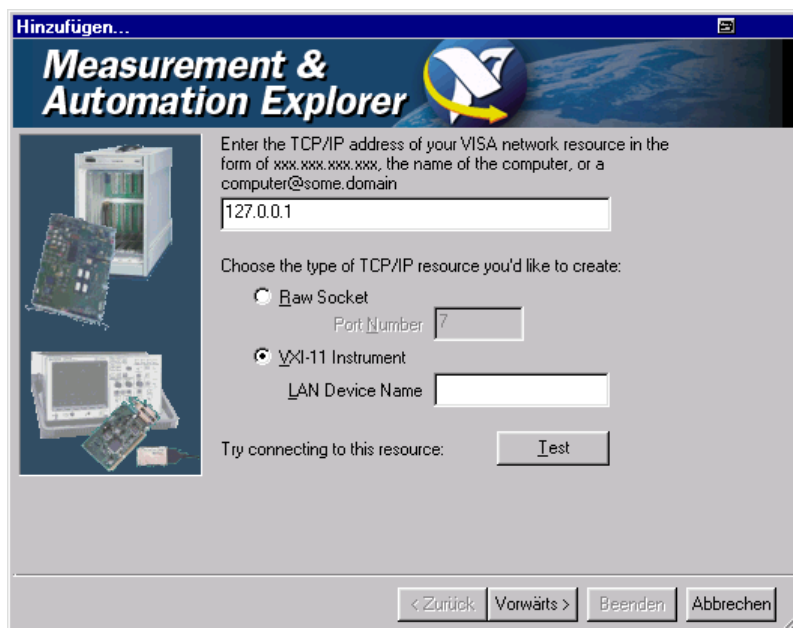 Hinzufügen...
Measurement &
Automation Explorer
Enter the TCP/IP address of your VISA network resource in the
form of xxx.xxx.xxx.xxx, the name of the computer, or a
computer@some.domain
127.0.0.1
Choose the type of TCP/IP resource you'd like to create:
Raw Socket
Port Number 7
VXI-11 Instrument
LAN Device Name
Try connecting to this resource: Test
< Zurück Vorwärts > Beenden Abbrechen